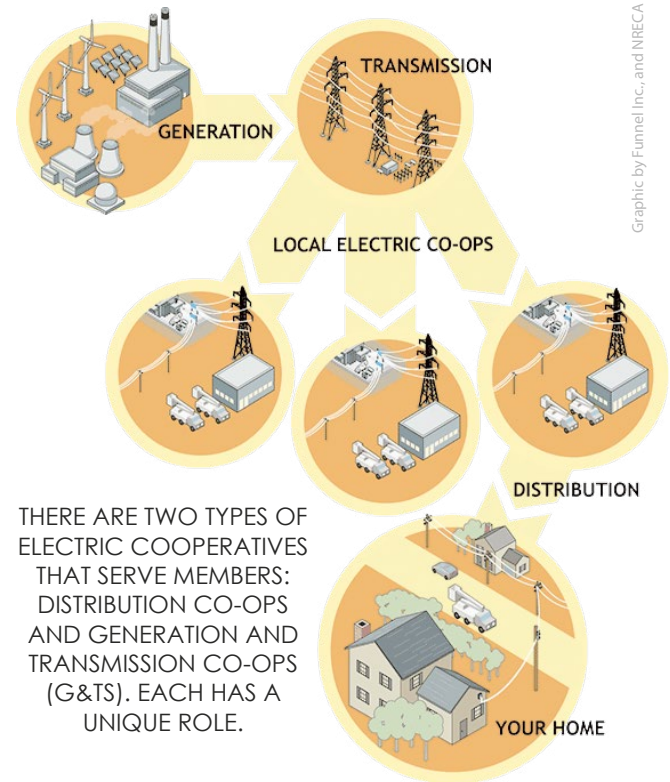 Graphic by Funnel Inc., and NRECA
TRANSMISSION
GENERATION
LOCAL ELECTRIC CO-OPS
DISTRIBUTION
THERE ARE TWO TYPES OF
ELECTRIC COOPERATIVES
THAT SERVE MEMBERS:
DISTRIBUTION CO-OPS
AND GENERATION AND
TRANSMISSION CO-OPS
(G&TS). EACH HAS A
UNIQUE ROLE.
YOUR HOME